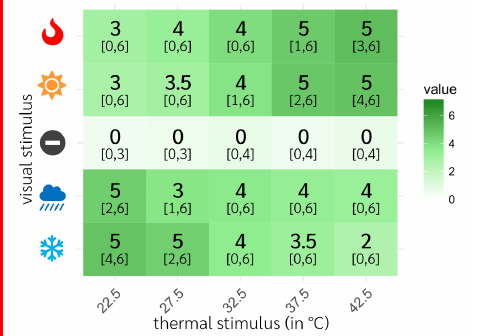 3 4 4 5 5
[0,6] [0,6] [0,6] [1,6] [3,6]
3 3.5 4 5 5
[0,6] [0,6] [1,6] [2,6] [4,6]
0 0 0 0 0
[0,3] [0,3] [0,4] [0,4] [0,4]
5 3 4 4 4
[2,6] [1,6] [0,6] [0,6] [0,6]
5 5 4 3.5 2
[4,6] [2,6] [0,6] [0,6] [0,6]
visual stimulus
22.5 27.5 32.5 37.5 42.5
thermal stimulus (in °C)
value
6
4
2
0